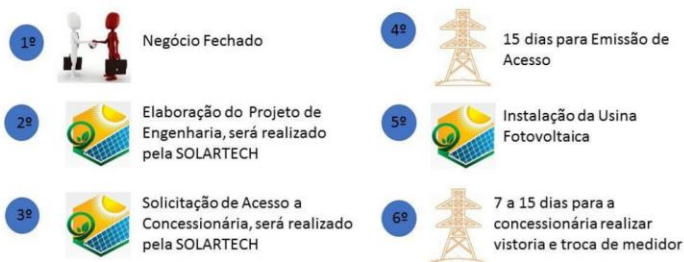 1º
Negócio Fechado
2º
Elaboração do Projeto de
Engenharia, será realizado
pela SOLARTECH
3º
Solicitação de Acesso a
Concessionária, será realizado
pela SOLARTECH
4º
15 dias para Emissão de
Acesso
5º
Instalação da Usina
Fotovoltaica
6º
7 a 15 dias para a
concessionária realizar
vistoria e troca de medidor